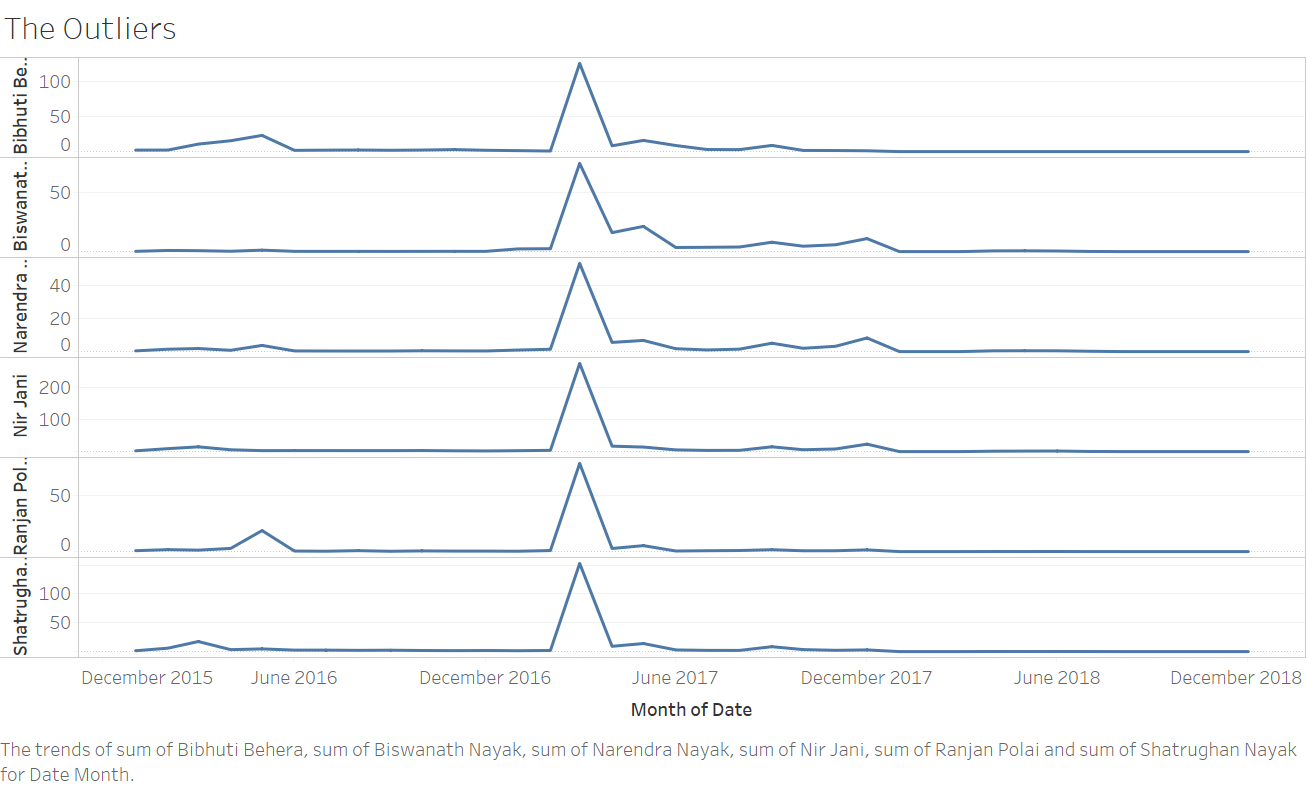 The Outliers
Bibhuti Be..
100
50
0
Biswanat..
50
0
Narendra ..
40
20
0
Nir Jani
200
100
Ranjan Pol..
50
0
Shatrugha..
100
50
December 2015 June 2016 December 2016 June 2017 December 2017 June 2018 December 2018
Month of Date
The trends of sum of Bibhuti Behera, sum of Biswanath Nayak, sum of Narendra Nayak, sum of Nir Jani, sum of Ranjan Polai and sum of Shatrughan Nayak
for Date Month.